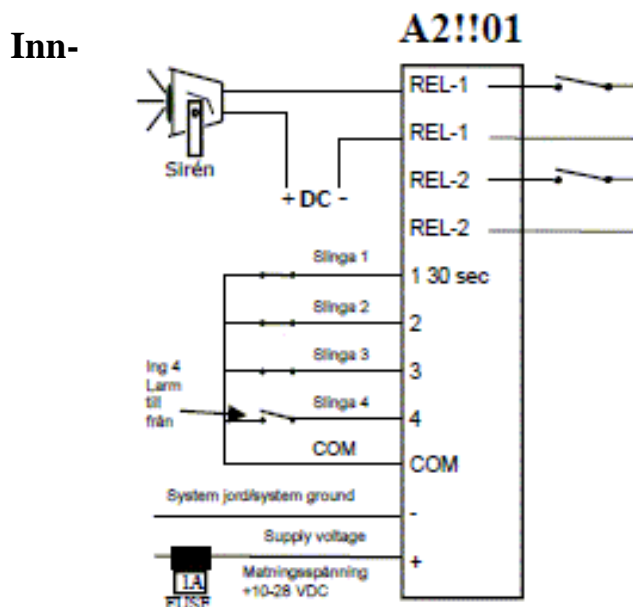 Inn-
A2!!01
REL-1
REL-1
Sirén
REL-2
+ DC -
REL-2
Slinga 1
1 30 sec
Slinga 2
2
Slinga 3
3
Ing 4
Larm
till
från
Slinga 4
4
COM
COM
System jord/system ground
-
Supply voltage
+
Matningsspänning
+10-28 VDC
1A
FUSE